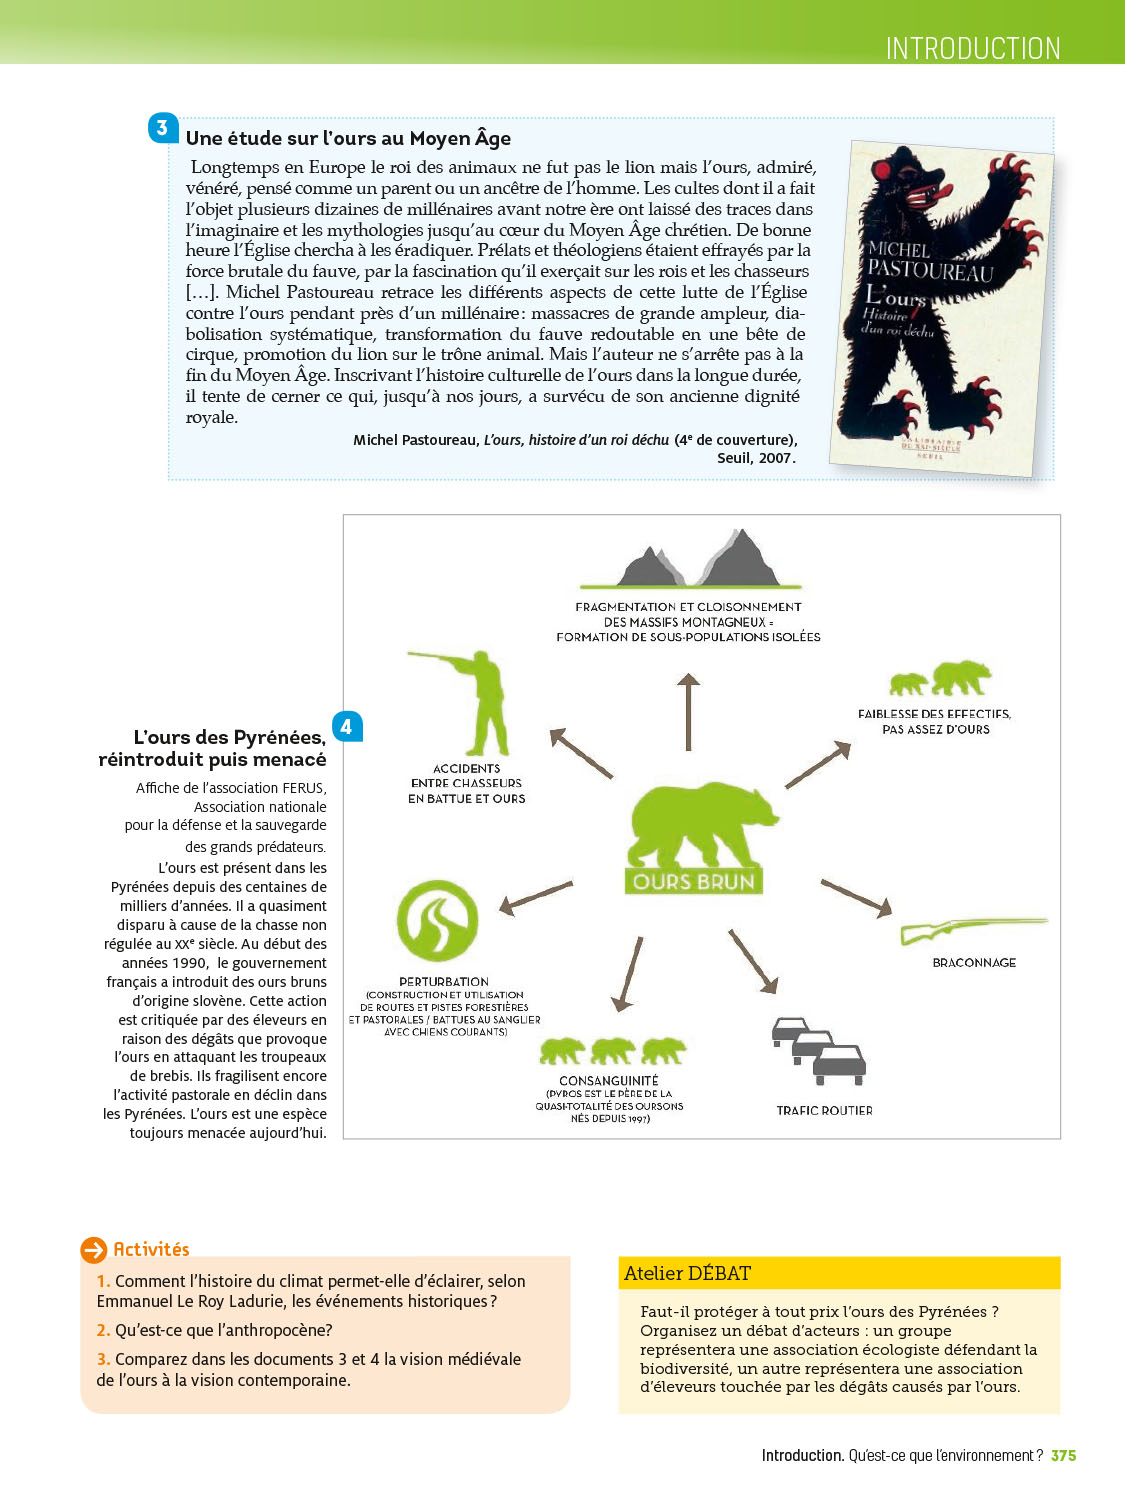 INTRODUCTION
3
Une étude sur l'ours au Moyen Âge
Longtemps en Europe le roi des animaux ne fut pas le lion mais l'ours, admiré,
vénéré, pensé comme un parent ou un ancêtre de l'homme. Les cultes dont il a fait
l'objet plusieurs dizaines de millénaires avant notre ère ont laissé des traces dans
l'imaginaire et les mythologies jusqu'au cœur du Moyen Âge chrétien. De bonne
heure l'Église chercha à les éradiquer. Prélats et théologiens étaient effrayés par la
force brutale du fauve, par la fascination qu'il exerçait sur les rois et les chasseurs
[…]. Michel Pastoureau retrace les différents aspects de cette lutte de l'Église
contre l'ours pendant près d'un millénaire : massacres de grande ampleur, dia-
bolisation systématique, transformation du fauve redoutable en une bête de
cirque, promotion du lion sur le trône animal. Mais l'auteur ne s'arrête pas à la
fin du Moyen Âge. Inscrivant l'histoire culturelle de l'ours dans la longue durée,
il tente de cerner ce qui, jusqu'à nos jours, a survécu de son ancienne dignité
royale.
Michel Pastoureau, L'ours, histoire d'un roi déchu (4e de couverture),
Seuil, 2007.
MICHEL
PASTOUREAU
L'ours
Histoire
d'un roi déchu
LA LIBRAIRIE
DU XXI^e SIÈCLE
SEUIL
4
L'ours des Pyrénées,
réintroduit puis menacé
Affiche de l'association FERUS,
Association nationale
pour la défense et la sauvegarde
des grands prédateurs.
L'ours est présent dans les
Pyrénées depuis des centaines de
milliers d'années. Il a quasiment
disparu à cause de la chasse non
régulée au XXe siècle. Au début des
années 1990, le gouvernement
français a introduit des ours bruns
d'origine slovène. Cette action
est critiquée par des éleveurs en
raison des dégâts que provoque
l'ours en attaquant les troupeaux
de brebis. Ils fragilisent encore
l'activité pastorale en déclin dans
les Pyrénées. L'ours est une espèce
toujours menacée aujourd'hui.
FRAGMENTATION ET CLOISONNEMENT
DES MASSIFS MONTAGNEUX =
FORMATION DE SOUS-POPULATIONS ISOLÉES
FAIBLESSE DES EFFECTIFS,
PAS ASSEZ D'OURS
ACCIDENTS
ENTRE CHASSEURS
EN BATTUE ET OURS
OURS BRUN
BRACONNAGE
PERTURBATION
(CONSTRUCTION ET UTILISATION
DE ROUTES ET PISTES FORESTIÈRES
ET PASTORALES / BATTUES AU SANGLIER
AVEC CHIENS COURANTS)
CONSANGUINITÉ
(PYROS EST LE PÈRE DE LA
QUASI-TOTALITÉ DES OURSONS
NÉS DEPUIS 1997)
TRAFIC ROUTIER
Activités
1. Comment l'histoire du climat permet-elle d'éclairer, selon
Emmanuel Le Roy Ladurie, les événements historiques ?
2. Qu'est-ce que l'anthropocène?
3. Comparez dans les documents 3 et 4 la vision médiévale
de l'ours à la vision contemporaine.
Atelier DÉBAT
Faut-il protéger à tout prix l'ours des Pyrénées ?
Organisez un débat d'acteurs : un groupe
représentera une association écologiste défendant la
biodiversité, un autre représentera une association
d'éleveurs touchée par les dégâts causés par l'ours.
Introduction. Qu'est-ce que l'environnement ? 375